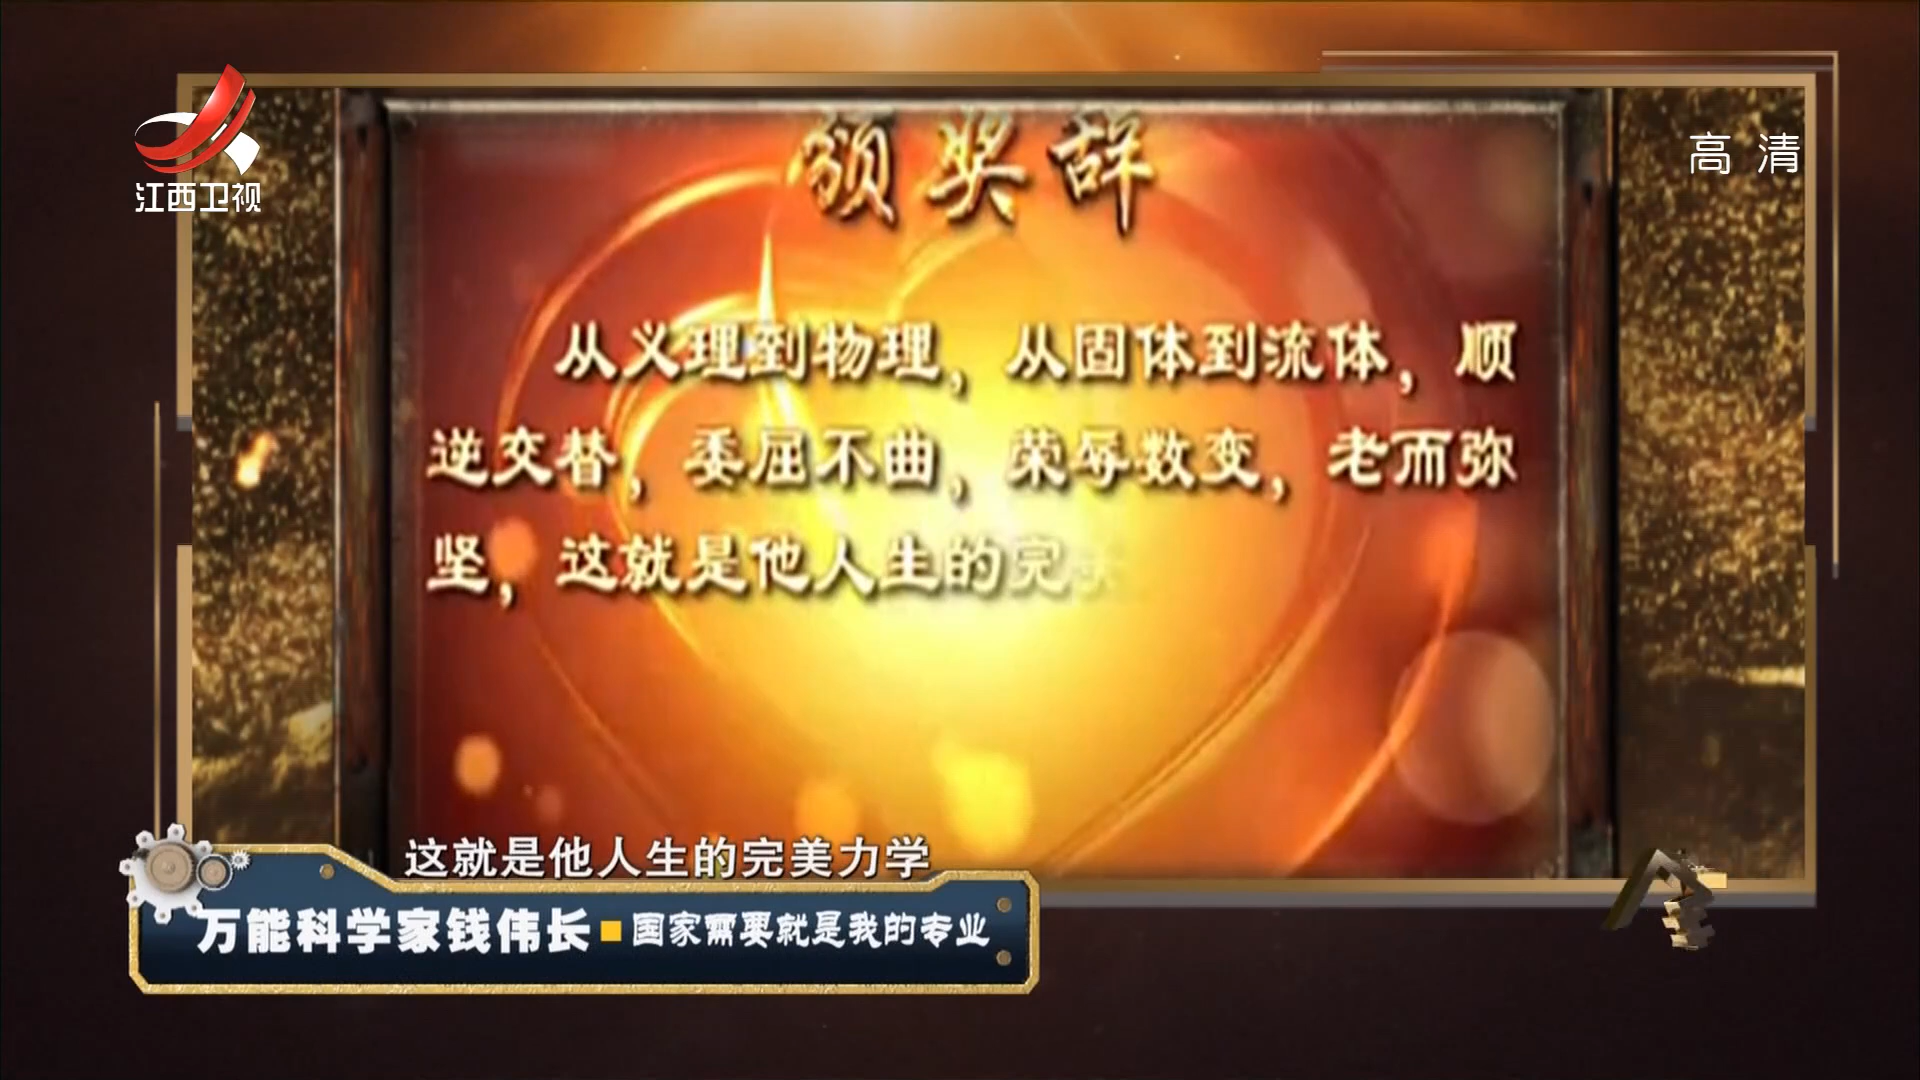 江西卫视
高清
颁奖辞
从义理到物理，从固体到流体，顺
逆交替，委屈不曲，荣辱数变，老而弥
坚，这就是他人生的完
这就是他人生的完美力学
万能科学家钱伟长■国家需要就是我的专业